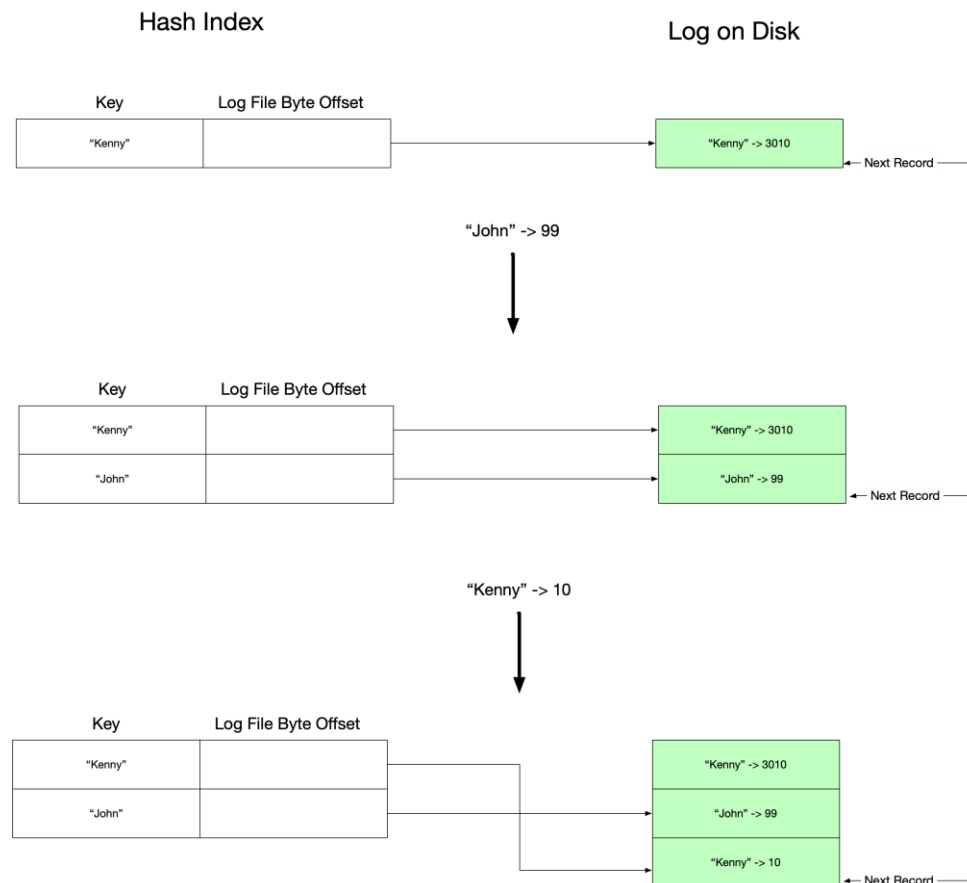 Hash Index
Log on Disk
Key
Log File Byte Offset
“Kenny”
“Kenny” -> 3010
Next Record
“John” -> 99
Key
Log File Byte Offset
“Kenny”
“Kenny” -> 3010
“John”
“John” -> 99
Next Record
“Kenny” -> 10
Key
Log File Byte Offset
“Kenny”
“Kenny” -> 3010
“John”
“John” -> 99
“Kenny” -> 10
Next Record